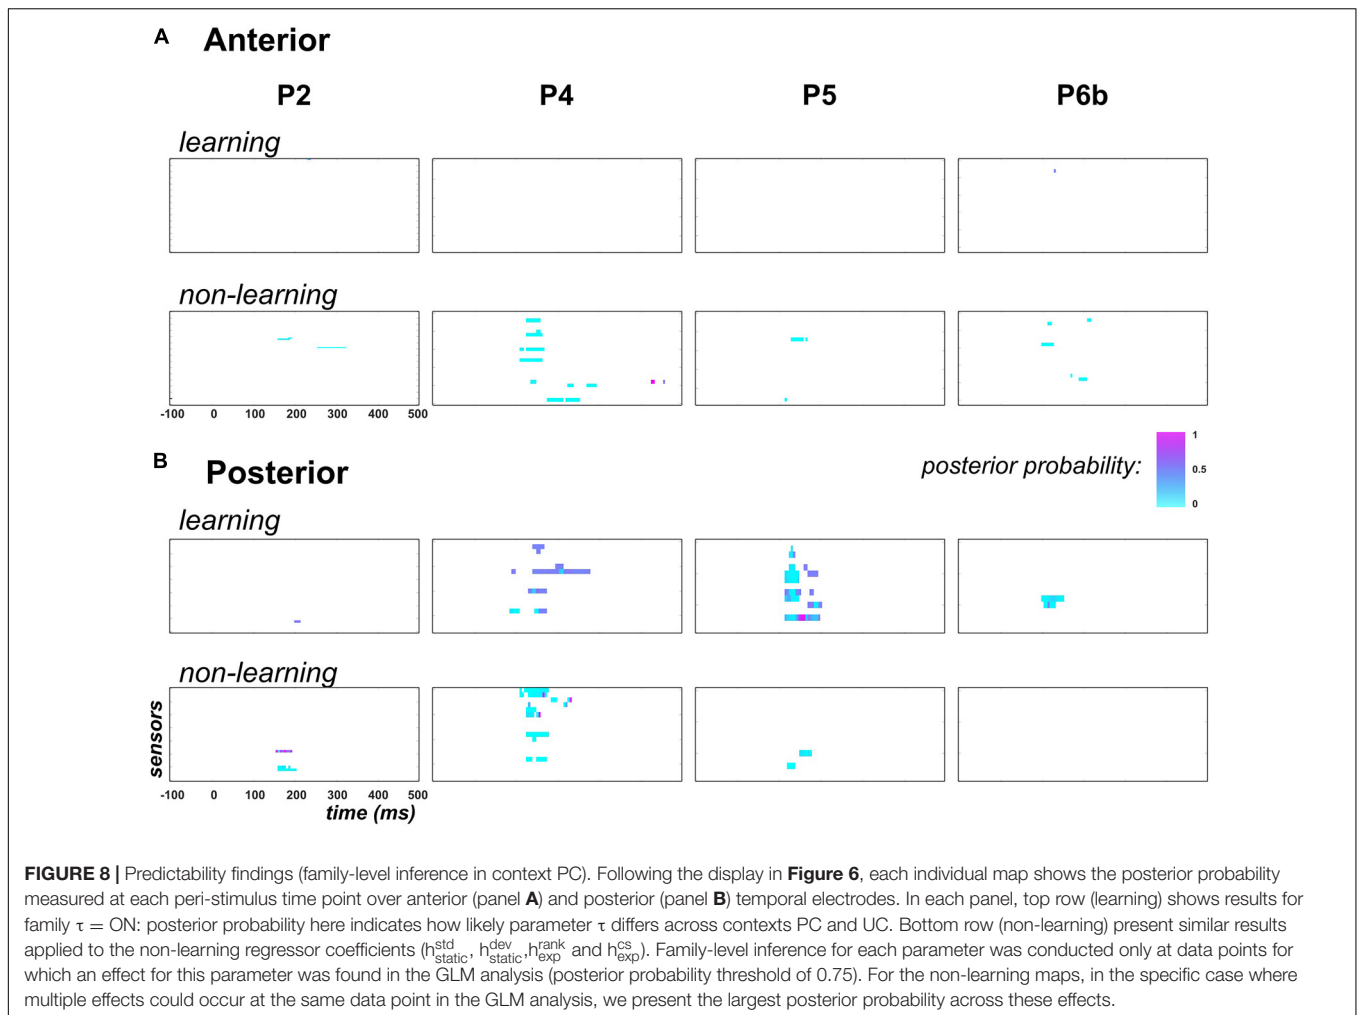 A Anterior
P2 P4 P5 P6b
learning
non-learning
-100 0 100 200 300 400 500
B Posterior
posterior probability:
1
0.5
0
learning
non-learning
sensors
-100 0 100 200 300 400 500
time (ms)
FIGURE 8 | Predictability findings (family-level inference in context PC). Following the display in Figure 6, each individual map shows the posterior probability
measured at each peri-stimulus time point over anterior (panel A) and posterior (panel B) temporal electrodes. In each panel, top row (learning) shows results for
family τ = ON: posterior probability here indicates how likely parameter τ differs across contexts PC and UC. Bottom row (non-learning) present similar results
applied to the non-learning regressor coefficients (h^std_static, h^dev_static,h^rank_exp and h^cs_exp). Family-level inference for each parameter was conducted only at data points for
which an effect for this parameter was found in the GLM analysis (posterior probability threshold of 0.75). For the non-learning maps, in the specific case where
multiple effects could occur at the same data point in the GLM analysis, we present the largest posterior probability across these effects.